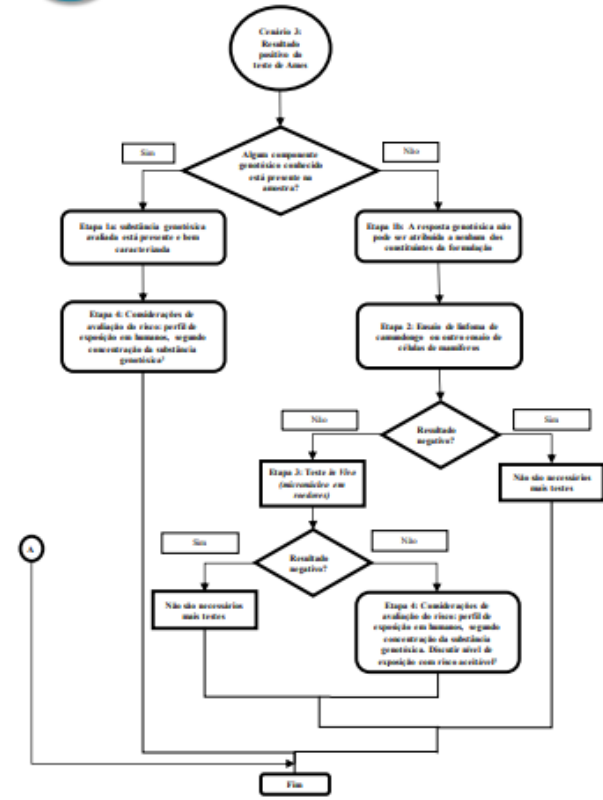 Cenário 3:
Resultado
positivo do
teste de Ames
Sim
Algum componente
genotóxico conhecido
está presente na
amostra?
Não
Etapa 1a: substância genotóxica
avaliada está presente e bem
caracterizada
Etapa 1b: A resposta genotóxica não
pode ser atribuída a nenhum dos
constituintes da formulação
Etapa 4: Considerações de
avaliação do risco: perfil de
exposição em humanos, segundo
concentração da substância
genotóxica²
Etapa 2: Ensaio de linfoma de
camundongo ou outro ensaio de
células de mamíferos
Não
Resultado
negativo?
Sim
Etapa 3: Teste in Vivo
(micronúcleo em
roedores)
Não são necessários
mais testes
A
Sim
Resultado
negativo?
Não
Não são necessários
mais testes
Etapa 4: Considerações de
avaliação do risco: perfil de
exposição em humanos, segundo
concentração da substância
genotóxica. Discutir nível de
exposição com risco aceitável²
Fim